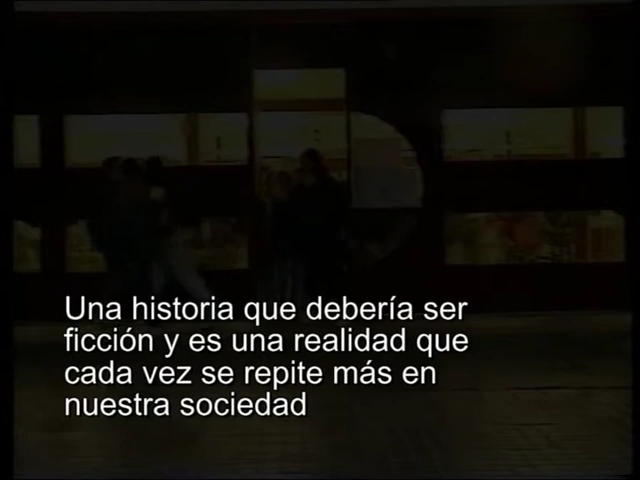 Una historia que debería ser
ficción y es una realidad que
cada vez se repite más en
nuestra sociedad